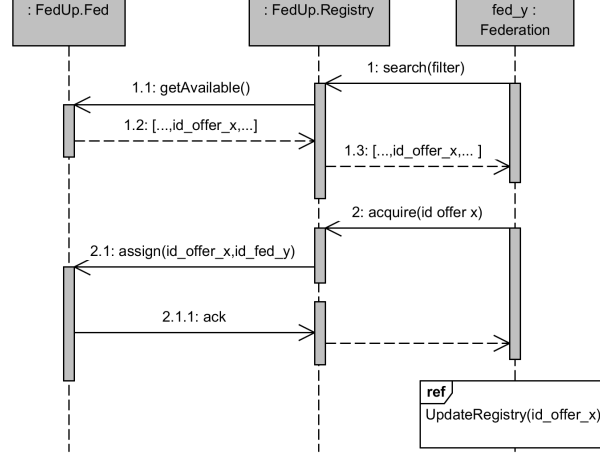 : FedUp.Fed
: FedUp.Registry
fed_y :
Federation
1: search(filter)
1.1: getAvailable()
1.2: [...,id_offer_x,...]
1.3: [...,id_offer_x,... ]
2: acquire(id offer x)
2.1: assign(id_offer_x,id_fed_y)
2.1.1: ack
ref
UpdateRegistry(id_offer_x)